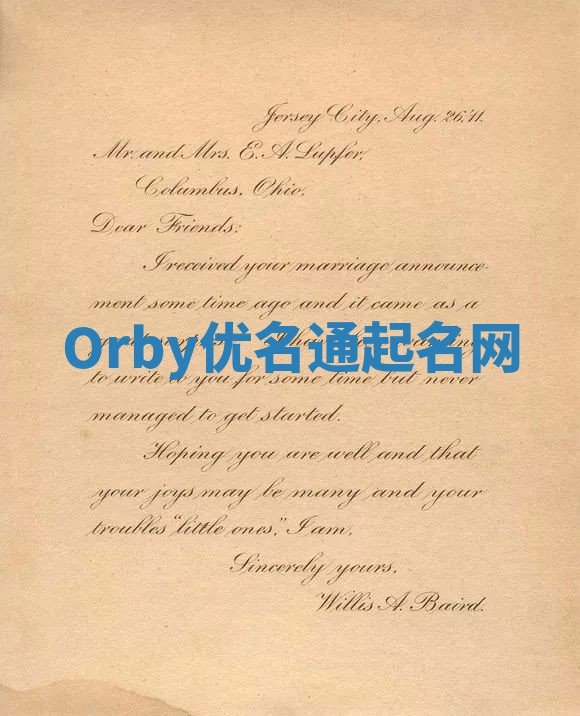 Jersey City, Aug. 26, '11.
Mr. and Mrs. E. A. Lupfer,
Columbus, Ohio.
Dear Friends:
I received your marriage announce-
ment some time ago and it came as a
Orby优名通起名网
to write to you for some time but never
managed to get started.
Hoping you are well and that
your joys may be many and your
troubles "little ones," I am,
Sincerely yours,
Willis A. Baird.